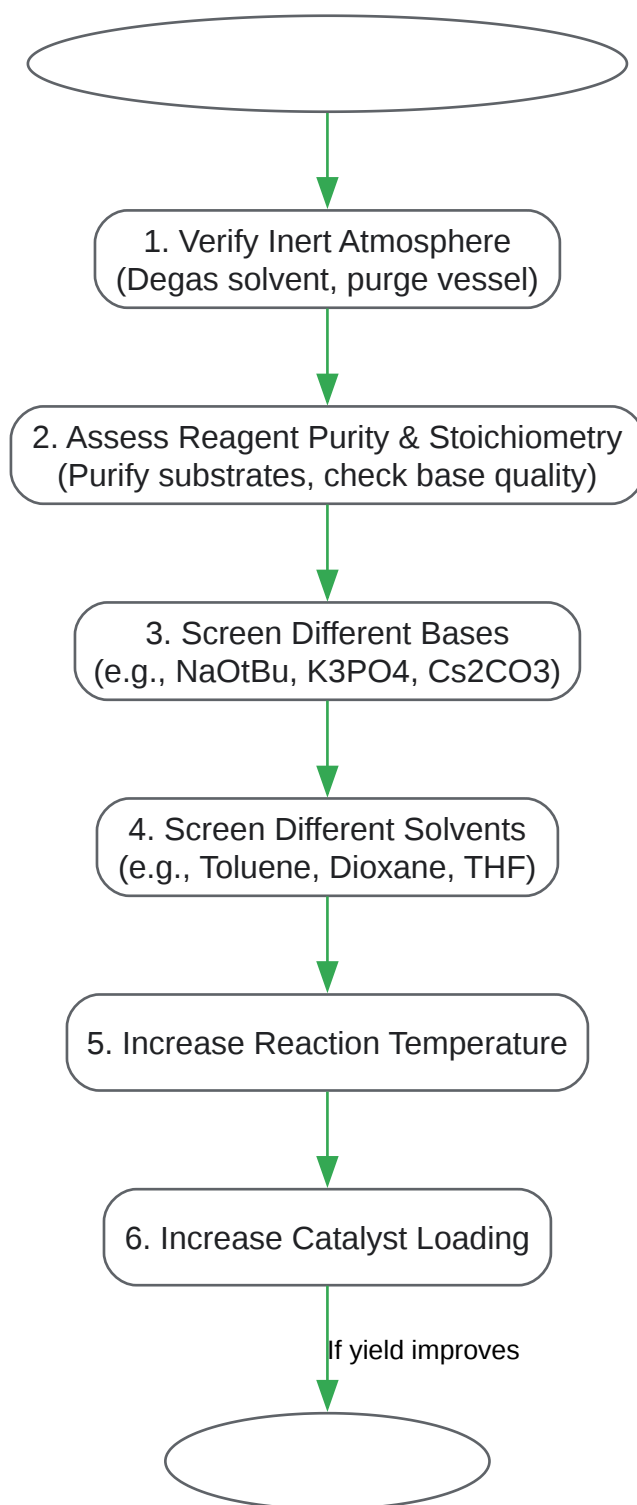 1. Verify Inert Atmosphere
(Degas solvent, purge vessel)
2. Assess Reagent Purity & Stoichiometry
(Purify substrates, check base quality)
3. Screen Different Bases
(e.g., NaOtBu, K3PO4, Cs2CO3)
4. Screen Different Solvents
(e.g., Toluene, Dioxane, THF)
5. Increase Reaction Temperature
6. Increase Catalyst Loading
If yield improves